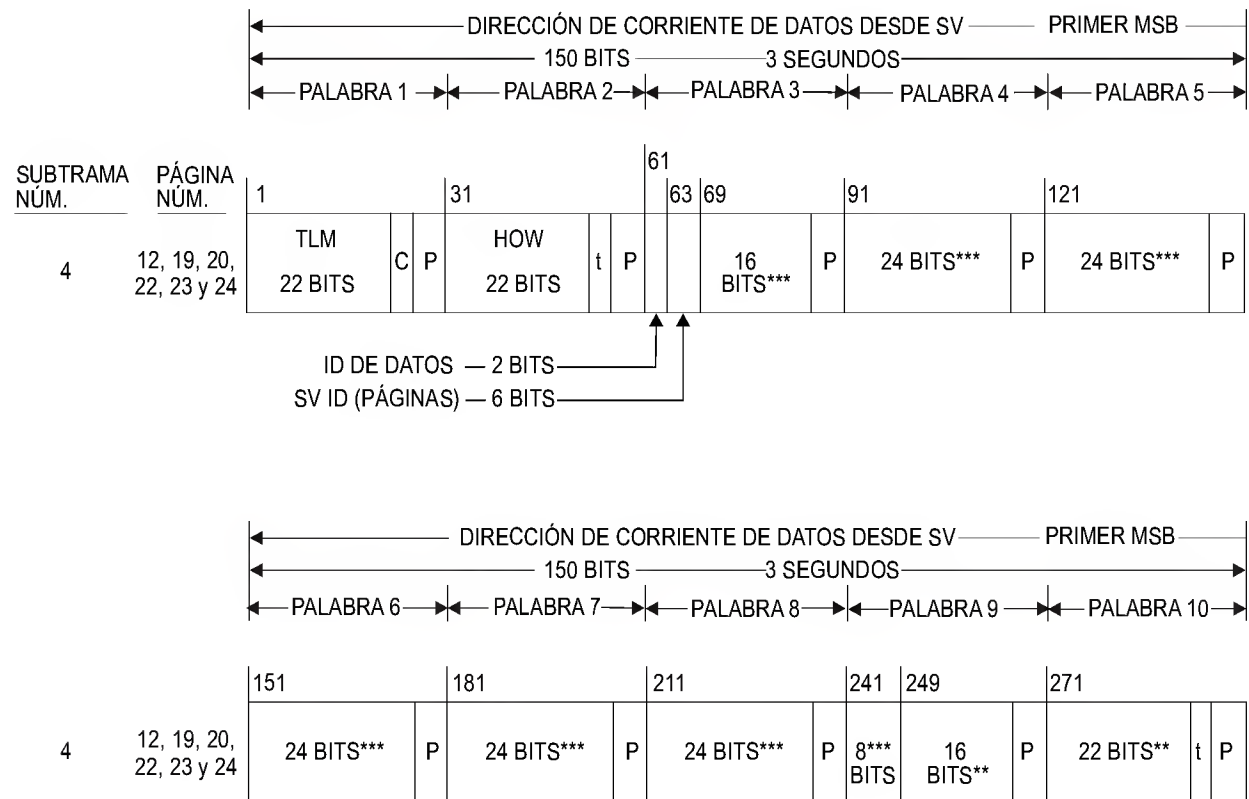 DIRECCIÓN DE CORRIENTE DE DATOS DESDE SV PRIMER MSB
150 BITS 3 SEGUNDOS
PALABRA 1 PALABRA 2 PALABRA 3 PALABRA 4 PALABRA 5
SUBTRAMA NÚM.
PÁGINA NÚM.
1 31 61 63 69 91 121
4
12, 19, 20,
22, 23 y 24
TLM
22 BITS
C
P
HOW
22 BITS
t
P
16
BITS***
P
24 BITS***
P
24 BITS***
P
ID DE DATOS — 2 BITS
SV ID (PÁGINAS) — 6 BITS
DIRECCIÓN DE CORRIENTE DE DATOS DESDE SV PRIMER MSB
150 BITS 3 SEGUNDOS
PALABRA 6 PALABRA 7 PALABRA 8 PALABRA 9 PALABRA 10
151 181 211 241 249 271
4
12, 19, 20,
22, 23 y 24
24 BITS***
P
24 BITS***
P
24 BITS***
P
8***
BITS
16
BITS**
P
22 BITS**
t
P